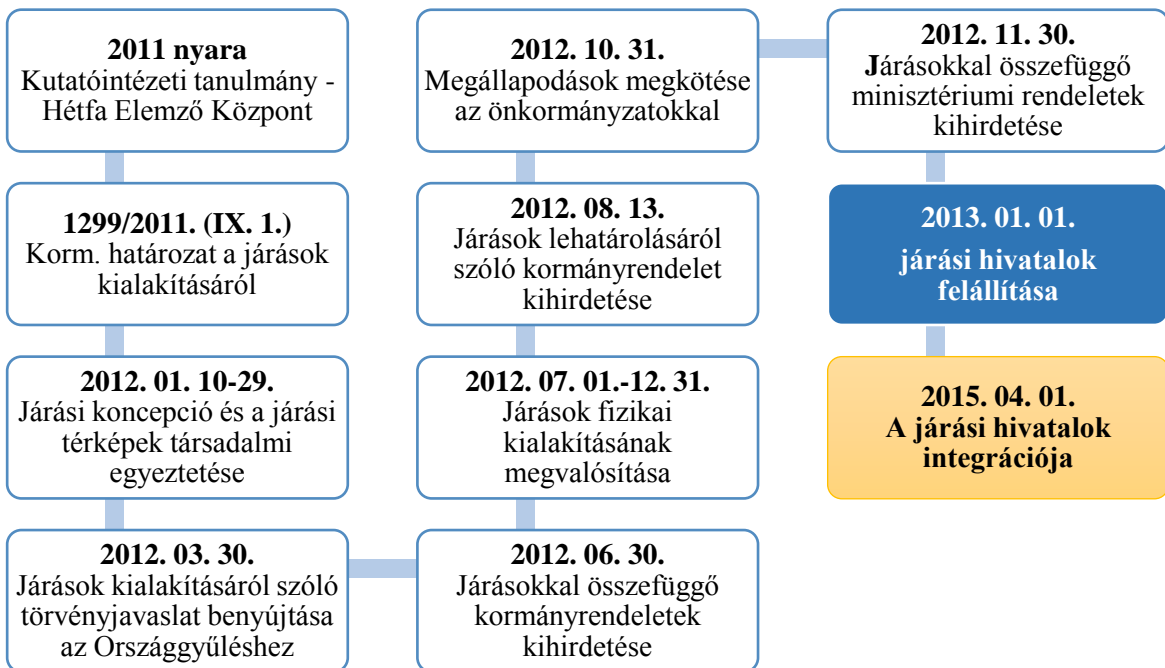 2011 nyara
Kutatóintézeti tanulmány -
Hétfa Elemző Központ
1299/2011. (IX. 1.)
Korm. határozat a járások
kialakításáról
2012. 01. 10-29.
Járási koncepció és a járási
térképek társadalmi
egyeztetése
2012. 03. 30.
Járások kialakításáról szóló
törvényjavaslat benyújtása
az Országgyűléshez
2012. 06. 30.
Járásokkal összefüggő
kormányrendeletek
kihirdetése
2012. 07. 01.-12. 31.
Járások fizikai
kialakításának
megvalósítása
2012. 08. 13.
Járások lehatárolásáról
szóló kormányrendelet
kihirdetése
2012. 10. 31.
Megállapodások megkötése
az önkormányzatokkal
2012. 11. 30.
Járásokkal összefüggő
minisztériumi rendeletek
kihirdetése
2013. 01. 01.
járási hivatalok
felállítása
2015. 04. 01.
A járási hivatalok
integrációja